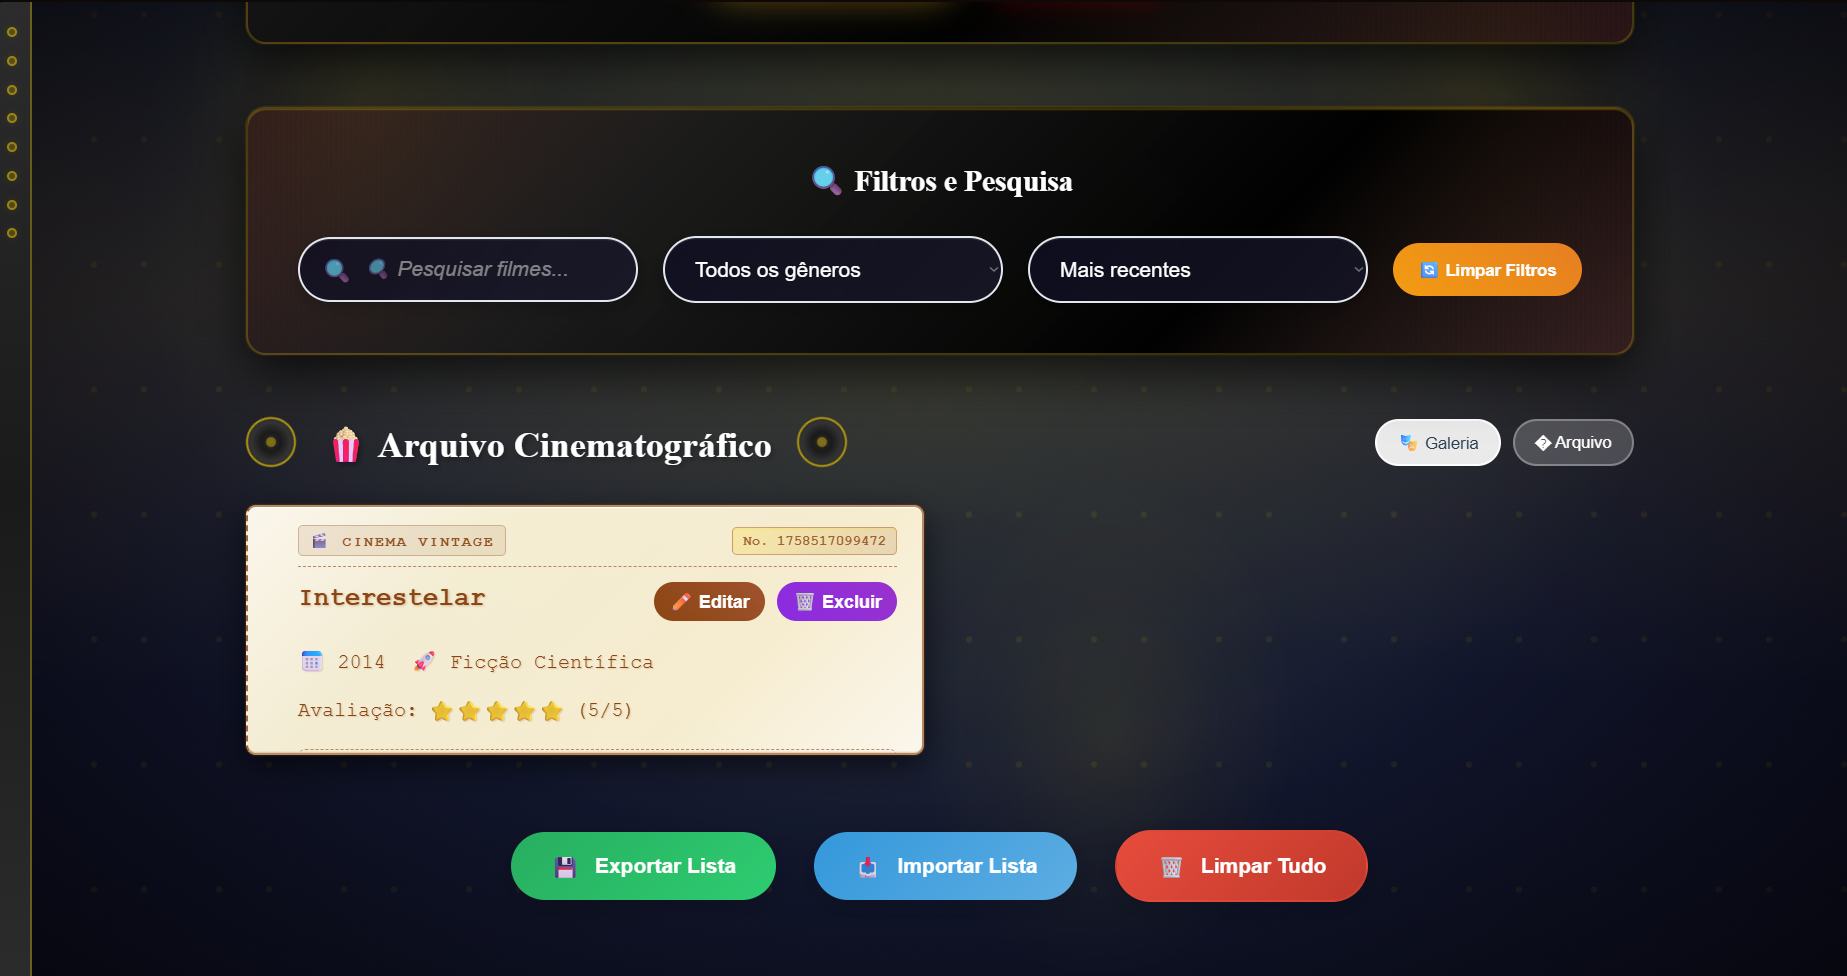 Filtros e Pesquisa
Pesquisar filmes...
Todos os gêneros
Mais recentes
Limpar Filtros
Arquivo Cinematográfico
Galeria
� Arquivo
CINEMA VINTAGE
No. 1758517099472
Interestelar
Editar
Excluir
2014 Ficção Científica
Avaliação: ⭐⭐⭐⭐⭐ (5/5)
Exportar Lista
Importar Lista
Limpar Tudo